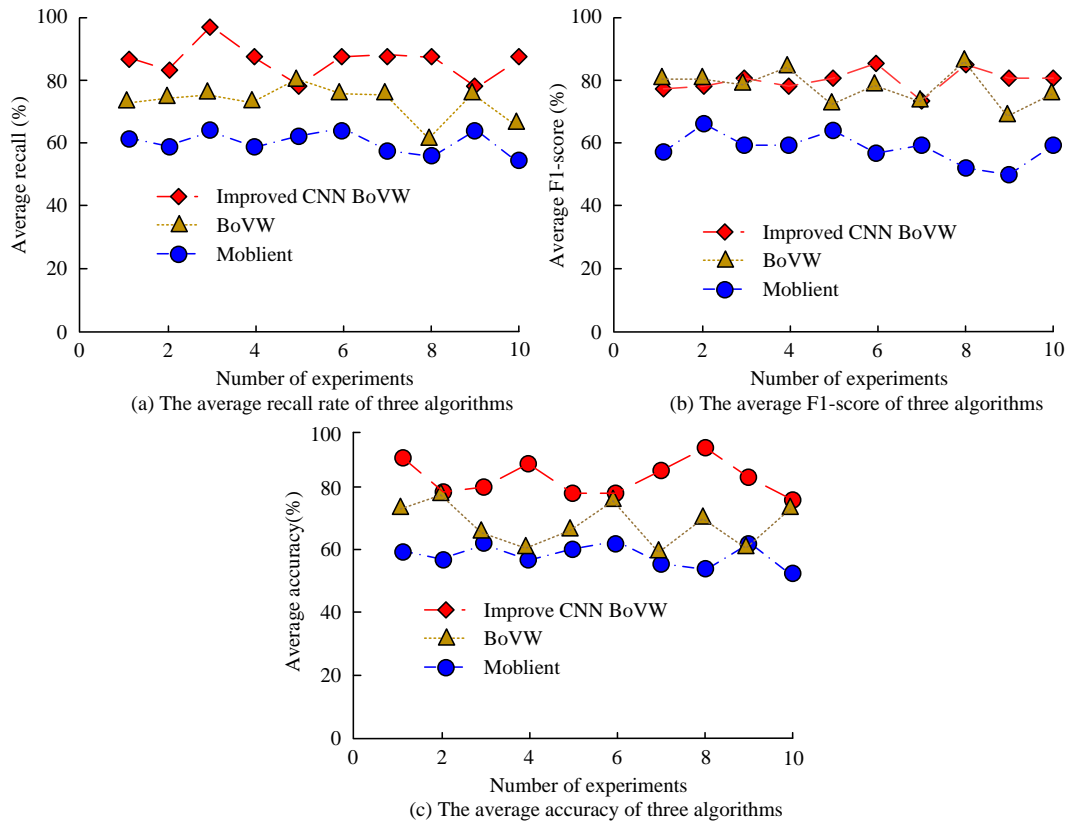 100
80
60
40
20
0
Average recall (%)
Improved CNN BoVW
BoVW
Moblient
0
2
4
6
8
10
Number of experiments
(a) The average recall rate of three algorithms
100
80
60
40
20
0
Average F1-score (%)
Improved CNN BoVW
BoVW
Moblient
0
2
4
6
8
10
Number of experiments
(b) The average F1-score of three algorithms
100
80
60
40
20
0
Average accuracy(%)
Improve CNN BoVW
BoVW
Moblient
0
2
4
6
8
10
Number of experiments
(c) The average accuracy of three algorithms